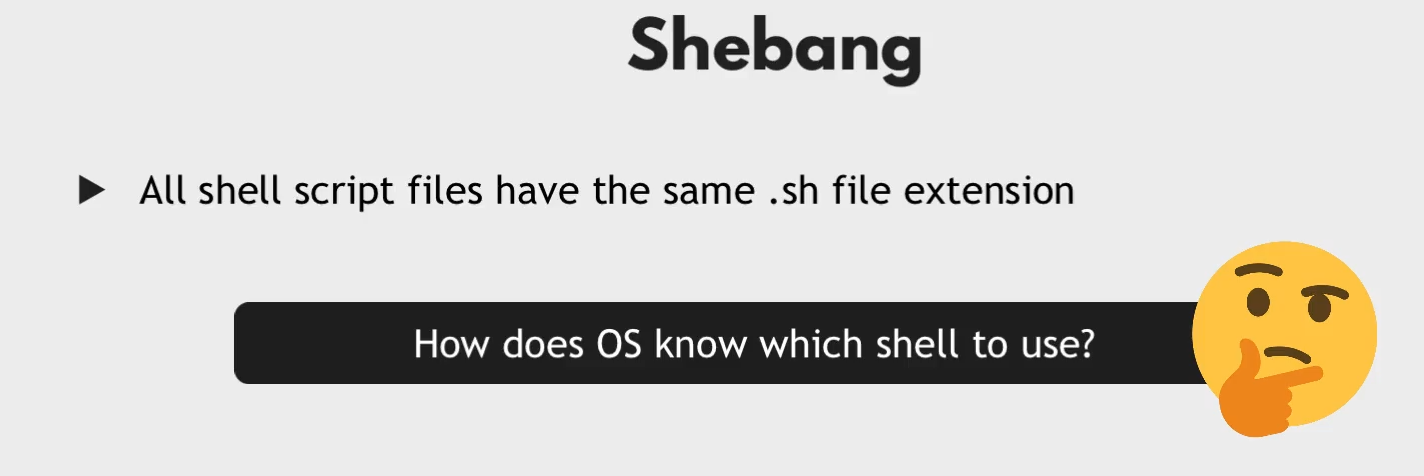 Shebang
All shell script files have the same .sh file extension
How does OS know which shell to use?